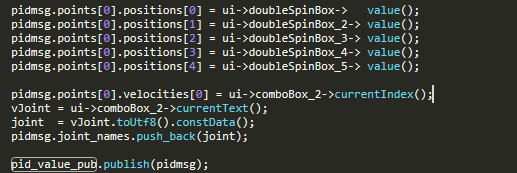 pidmsg.points[0].positions[0] = ui->doubleSpinBox->   value();
pidmsg.points[0].positions[1] = ui->doubleSpinBox_2-> value();
pidmsg.points[0].positions[2] = ui->doubleSpinBox_3-> value();
pidmsg.points[0].positions[3] = ui->doubleSpinBox_4-> value();
pidmsg.points[0].positions[4] = ui->doubleSpinBox_5-> value();
pidmsg.points[0].velocities[0] = ui->comboBox_2->currentIndex();
vJoint = ui->comboBox_2->currentText();
joint  = vJoint.toUtf8().constData();
pidmsg.joint_names.push_back(joint);
pid_value_pub.publish(pidmsg);